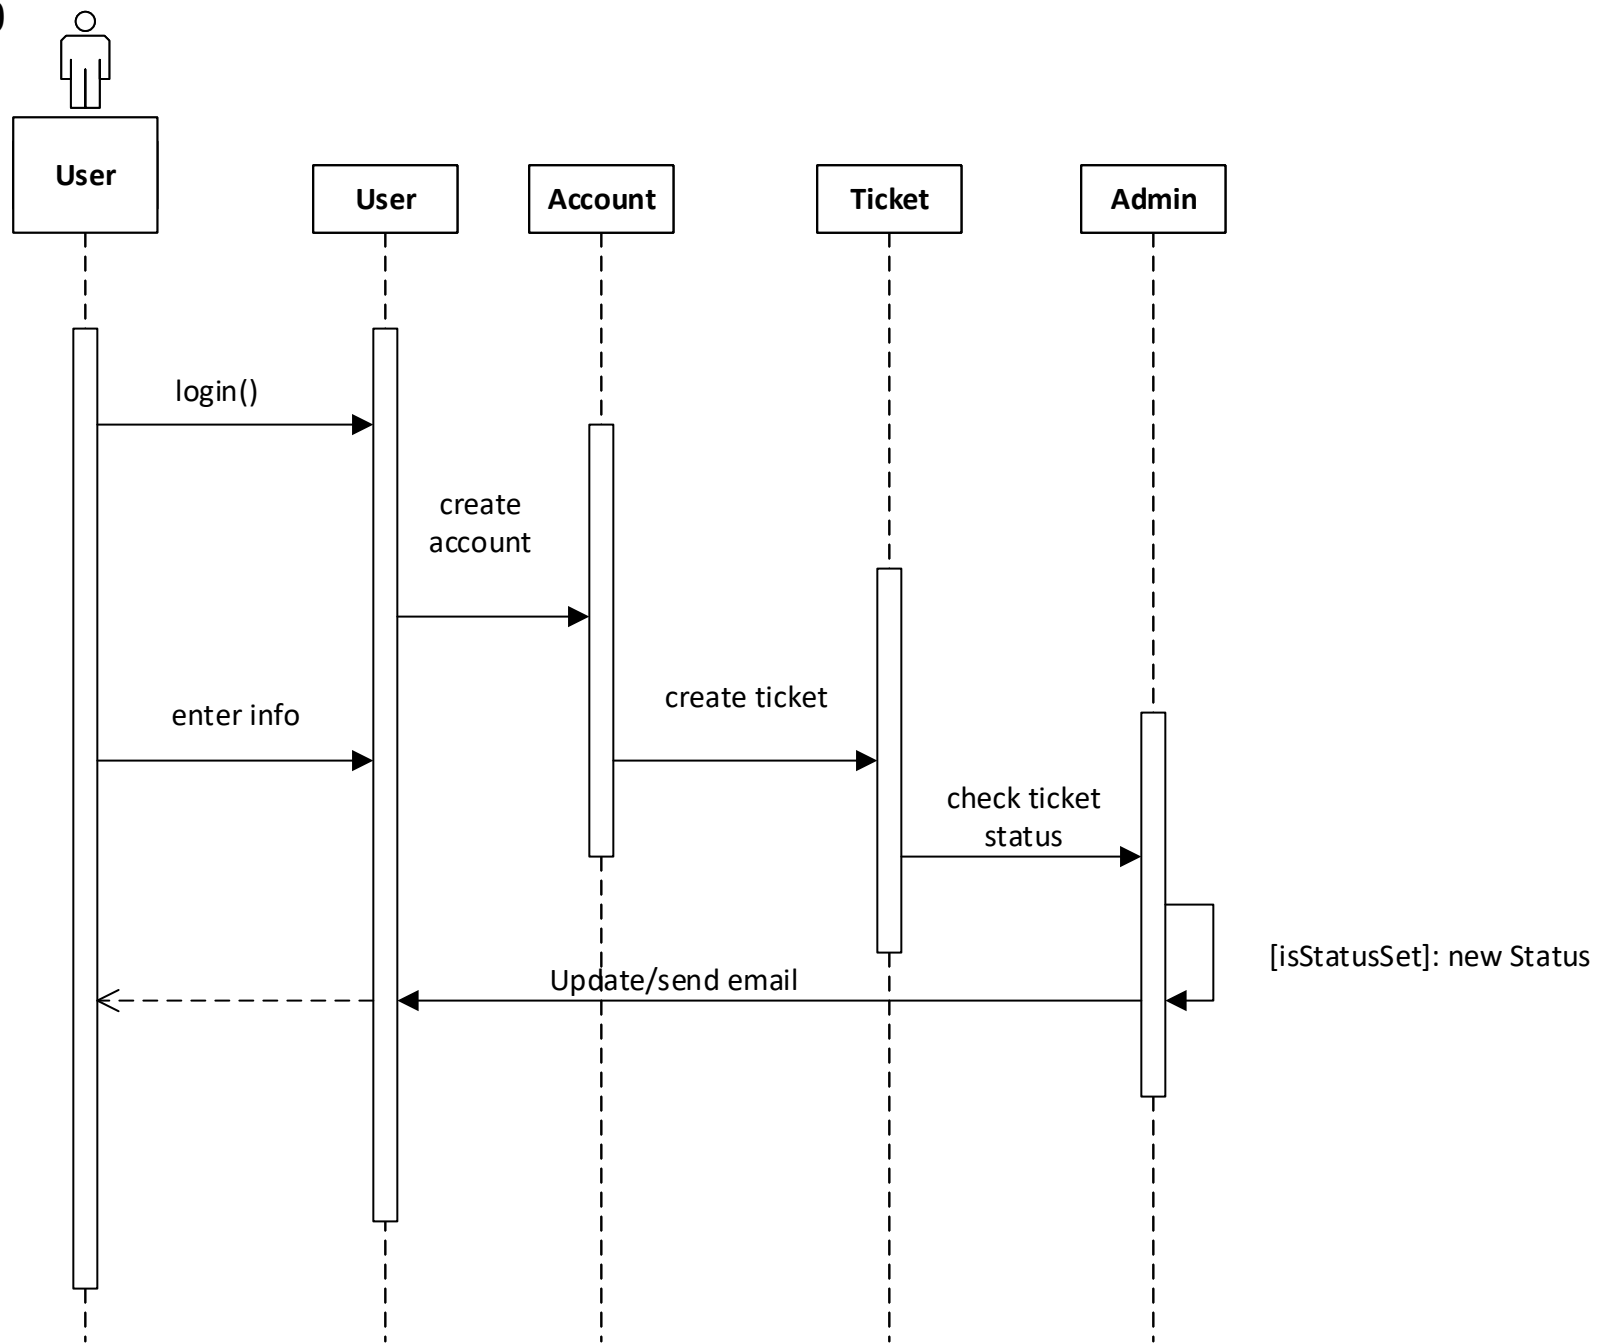 User
User
Account
Ticket
Admin
login()
create
account
create ticket
enter info
check ticket
status
[isStatusSet]: new Status
Update/send email